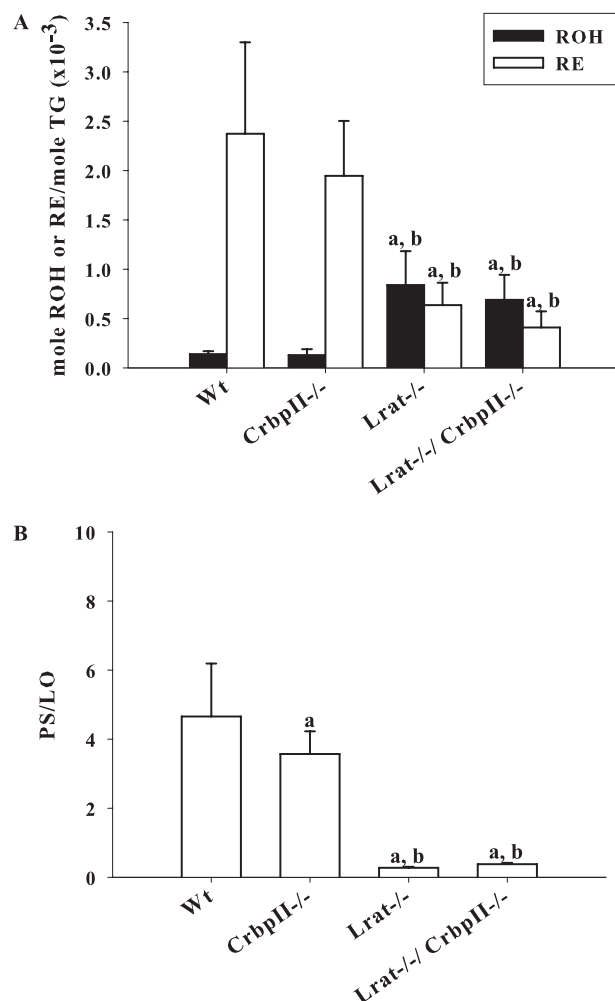 A
mole ROH or RE/mole TG (x10-3)
3.5
3.0
2.5
2.0
1.5
1.0
0.5
0.0
ROH
RE
a, b
a, b
a, b
a, b
Wt
CrbpII-/-
Lrat-/-
Lrat-/-/ CrbpII-/-
B
PS/LO
10
8
6
4
2
0
a
a, b
a, b
Wt
CrbpII-/-
Lrat-/-
Lrat-/-/ CrbpII-/-